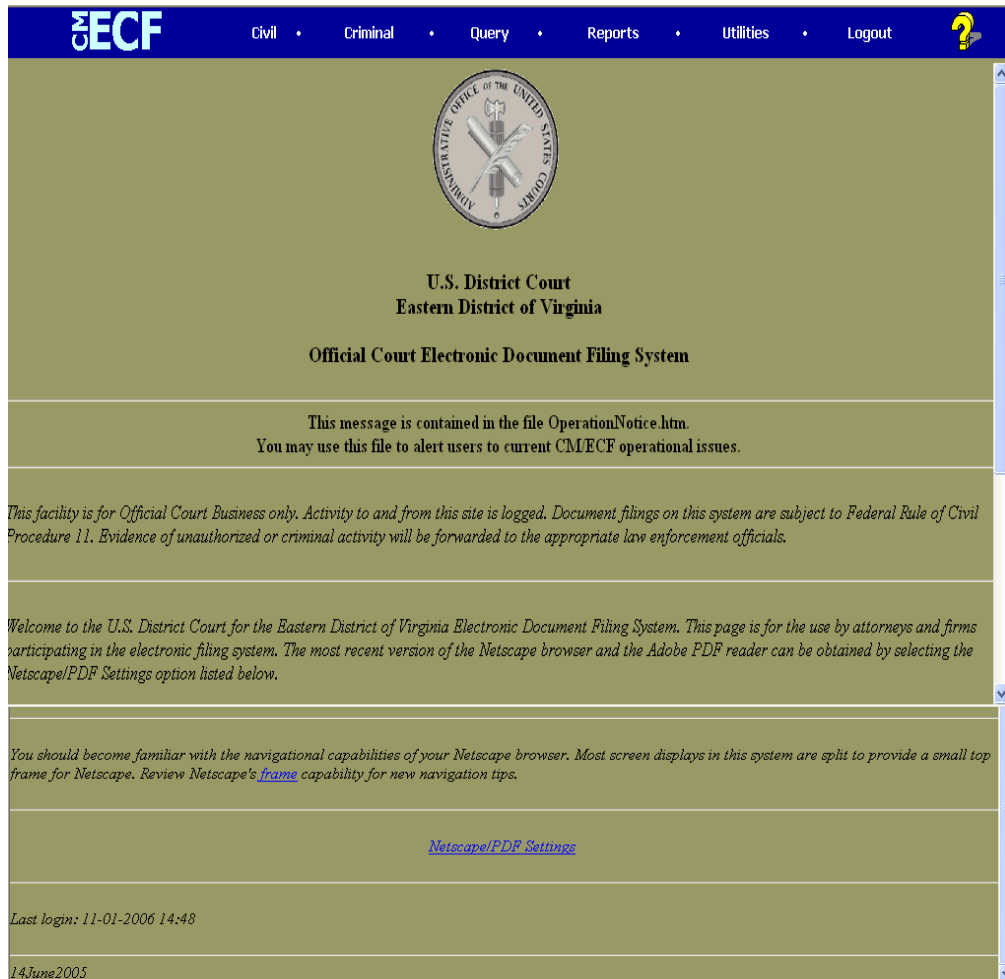 CM ECF Civil • Criminal • Query • Reports • Utilities • Logout ?
ADMINISTRATIVE OFFICE OF THE UNITED STATES COURTS
U.S. District Court
Eastern District of Virginia
Official Court Electronic Document Filing System
This message is contained in the file OperationNotice.htm.
You may use this file to alert users to current CM/ECF operational issues.
This facility is for Official Court Business only. Activity to and from this site is logged. Document filings on this system are subject to Federal Rule of Civil
Procedure 11. Evidence of unauthorized or criminal activity will be forwarded to the appropriate law enforcement officials.
Welcome to the U.S. District Court for the Eastern District of Virginia Electronic Document Filing System. This page is for the use by attorneys and firms
participating in the electronic filing system. The most recent version of the Netscape browser and the Adobe PDF reader can be obtained by selecting the
Netscape/PDF Settings option listed below.
You should become familiar with the navigational capabilities of your Netscape browser. Most screen displays in this system are split to provide a small top
frame for Netscape. Review Netscape's frame capability for new navigation tips.
Netscape/PDF Settings
Last login: 11-01-2006 14:48
14June2005